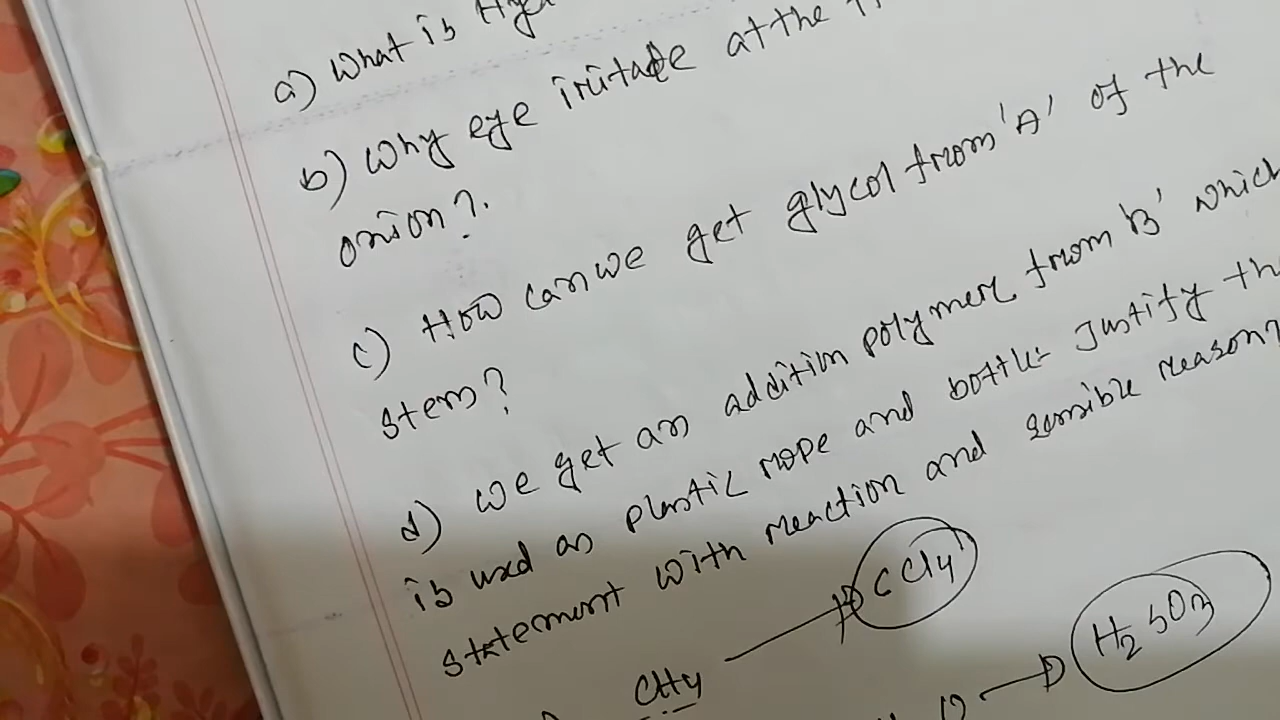 a) What is
b) Why eye iritate at the
onion?
c) How can we get glycol from 'A' of the
stem?
d) We get an addition polymer from 'B' which
is used as plastic rope and bottle. Justify the
statement with reaction and sensible reason?
CH4 → CCl4
→ H2SO3